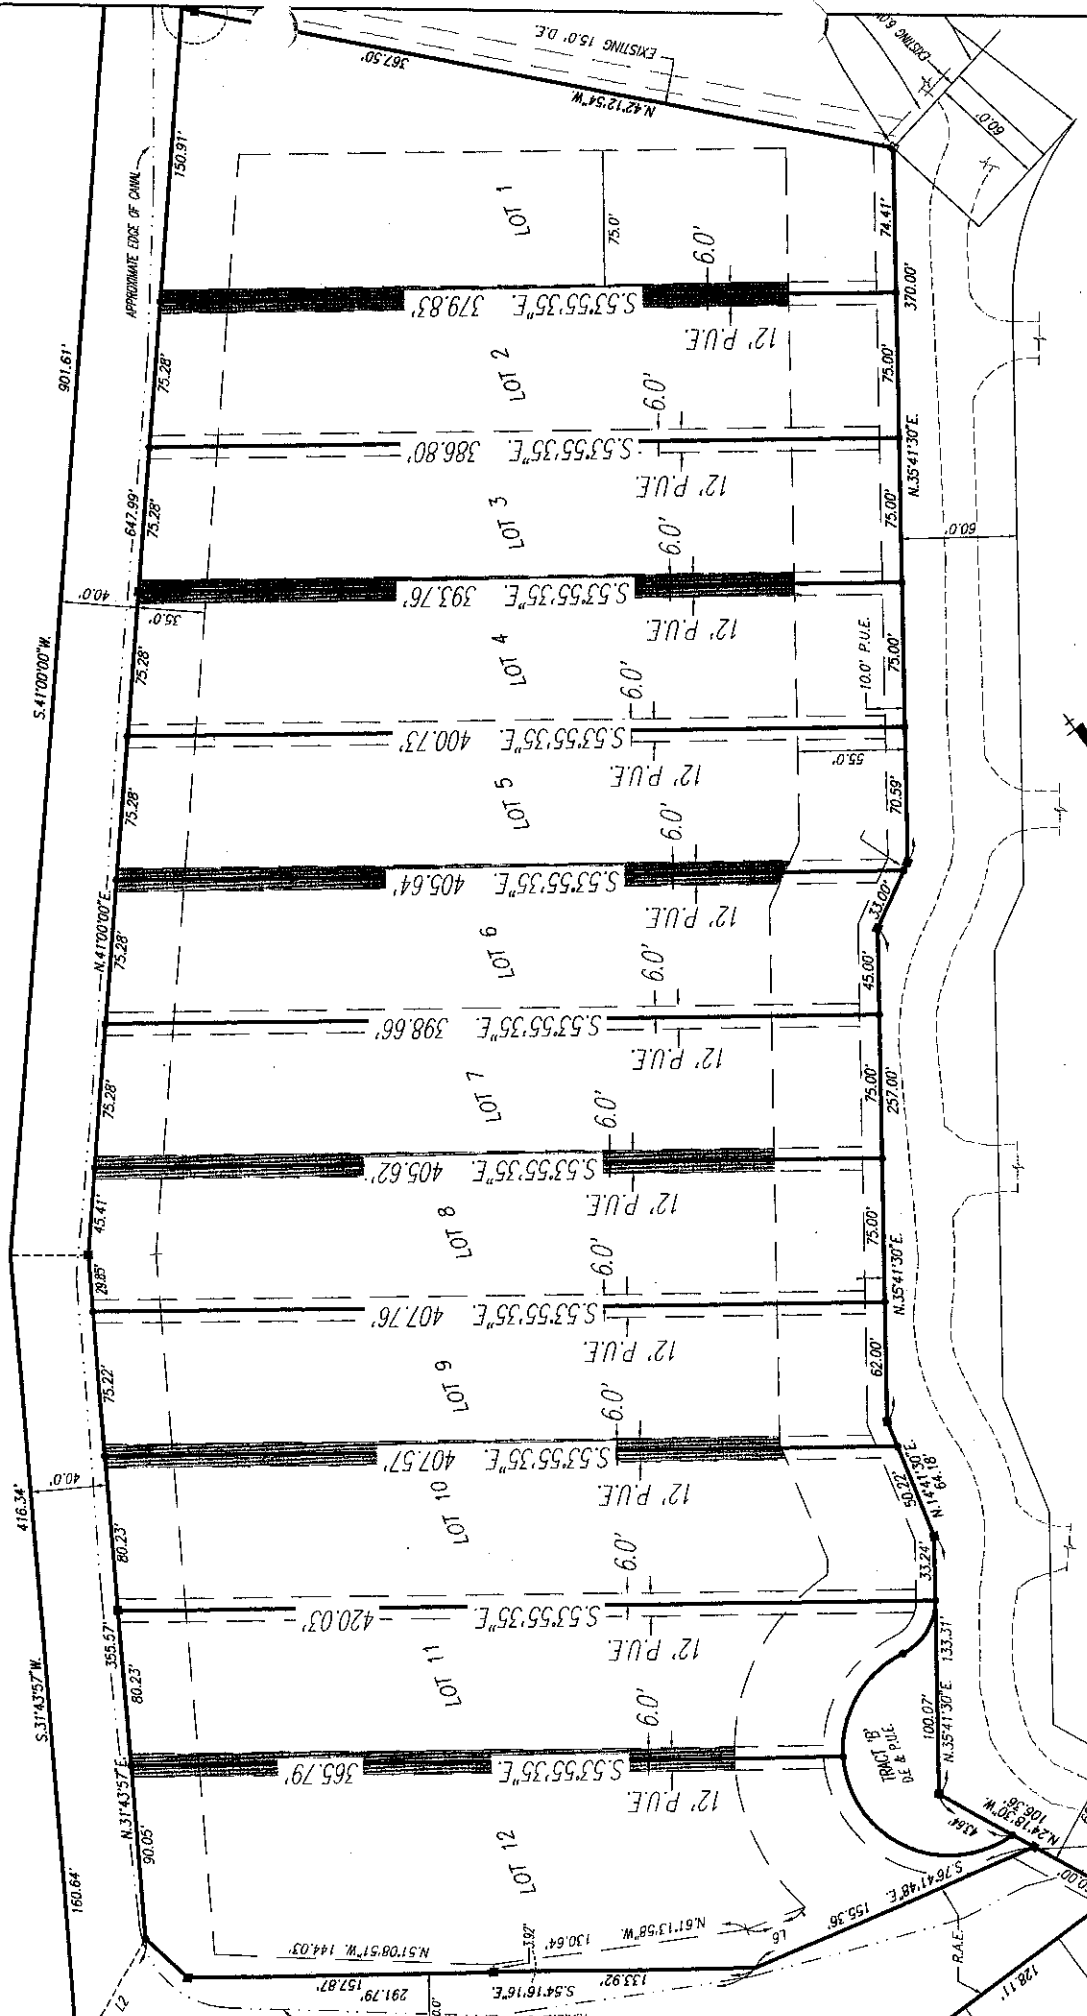 EXISTING 15.0' D.E.
367.50'
N.42°12'54"W.
EXISTING 6.0'
60.0'
150.91'
APPROXIMATE EDGE OF CANAL
LOT 1
75.0'
74.41'
6.0'
S.53°55'35"E. 379.83'
370.00'
12' P.U.E.
901.61'
75.28'
LOT 2
75.00'
6.0'
S.53°55'35"E. 386.80'
N.35°41'30"E.
12' P.U.E.
647.99'
75.28'
LOT 3
75.00'
60.0'
6.0'
40.0'
35.0'
S.53°55'35"E. 393.76'
12' P.U.E.
S.41°00'00"W.
75.28'
LOT 4
10.0' P.U.E.
75.00'
6.0'
S.53°55'35"E. 400.73'
12' P.U.E.
55.0'
75.28'
LOT 5
70.59'
6.0'
S.53°55'35"E. 405.64'
12' P.U.E.
33.00'
N.41°00'00"E.
75.28'
LOT 6
45.00'
6.0'
S.53°55'35"E. 398.66'
12' P.U.E.
75.28'
LOT 7
75.00'
257.00'
6.0'
S.53°55'35"E. 405.62'
12' P.U.E.
45.41'
LOT 8
75.00'
29.85'
6.0'
N.35°41'30"E.
S.53°55'35"E. 407.76'
12' P.U.E.
75.22'
LOT 9
62.00'
6.0'
S.53°55'35"E. 407.57'
12' P.U.E.
40.0'
416.34'
50.22'
N.14°41'30"E.
64.18'
80.23'
LOT 10
33.24'
6.0'
S.53°55'35"E. 420.03'
12' P.U.E.
355.57'
S.31°43'57"W.
80.23'
LOT 11
133.31'
N.35°41'30"E.
100.07'
6.0'
TRACT 'B'
D.E & P.U.E.
S.53°55'35"E. 365.79'
12' P.U.E.
N.31°43'57"E.
90.05'
LOT 12
43.64'
N.24°18'30"W.
106.36'
160.64'
S.76°41'48"E.
155.36'
N.61°13'58"W.
130.64'
3.92'
N.51°08'51"W. 144.03'
L6
R.A.E.
157.87'
291.79'
S.54°16'16"E.
133.92'
L2
128.11'